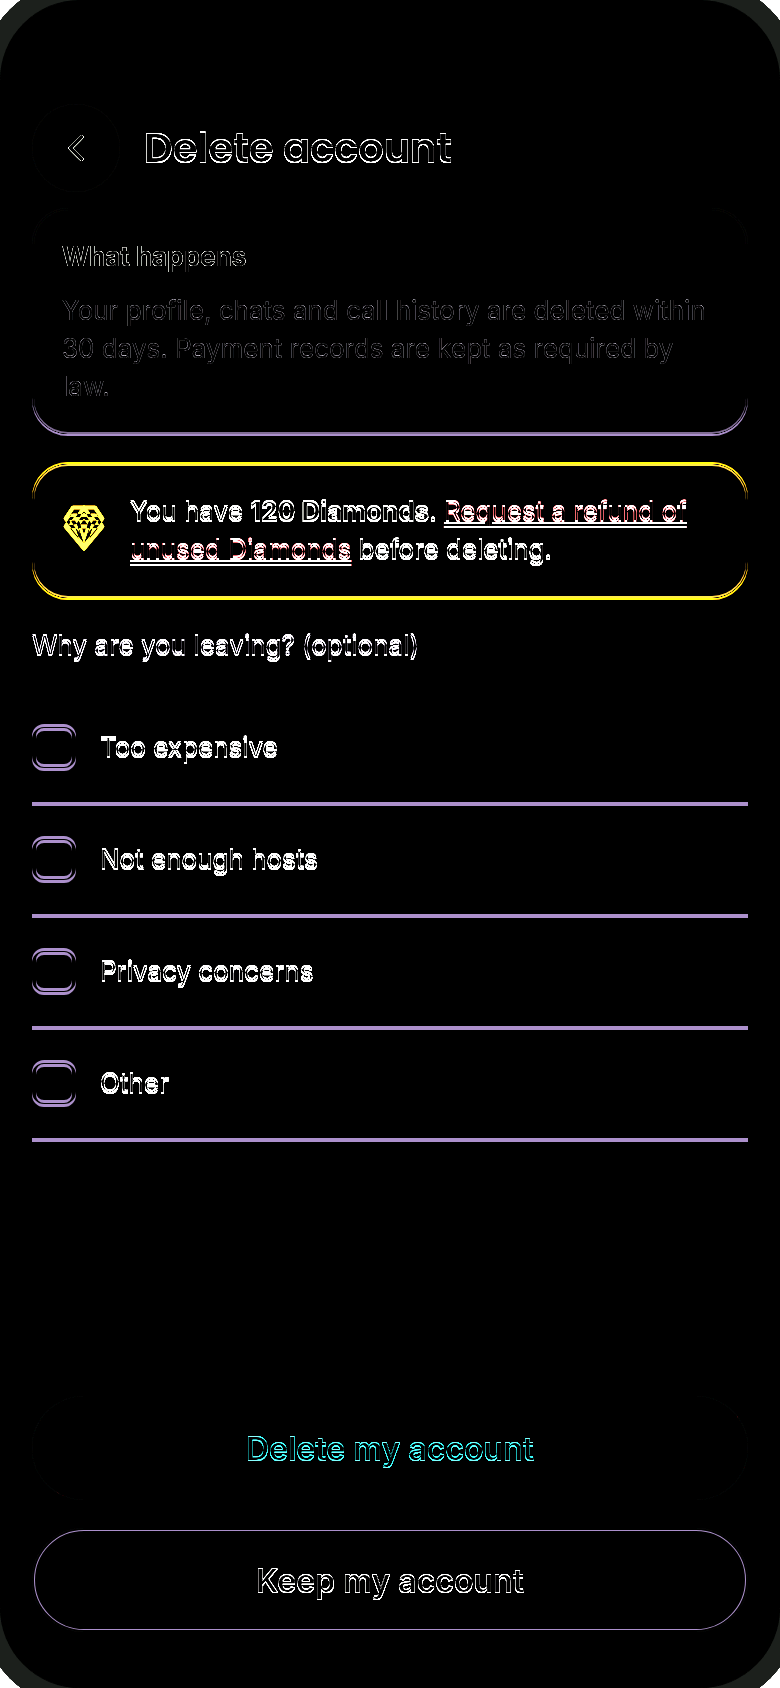 Delete account
What happens
Your profile, chats and call history are deleted within
30 days. Payment records are kept as required by
law.
You have 120 Diamonds. Request a refund of
unused Diamonds before deleting.
Why are you leaving? (optional)
Too expensive
Not enough hosts
Privacy concerns
Other
Delete my account
Keep my account